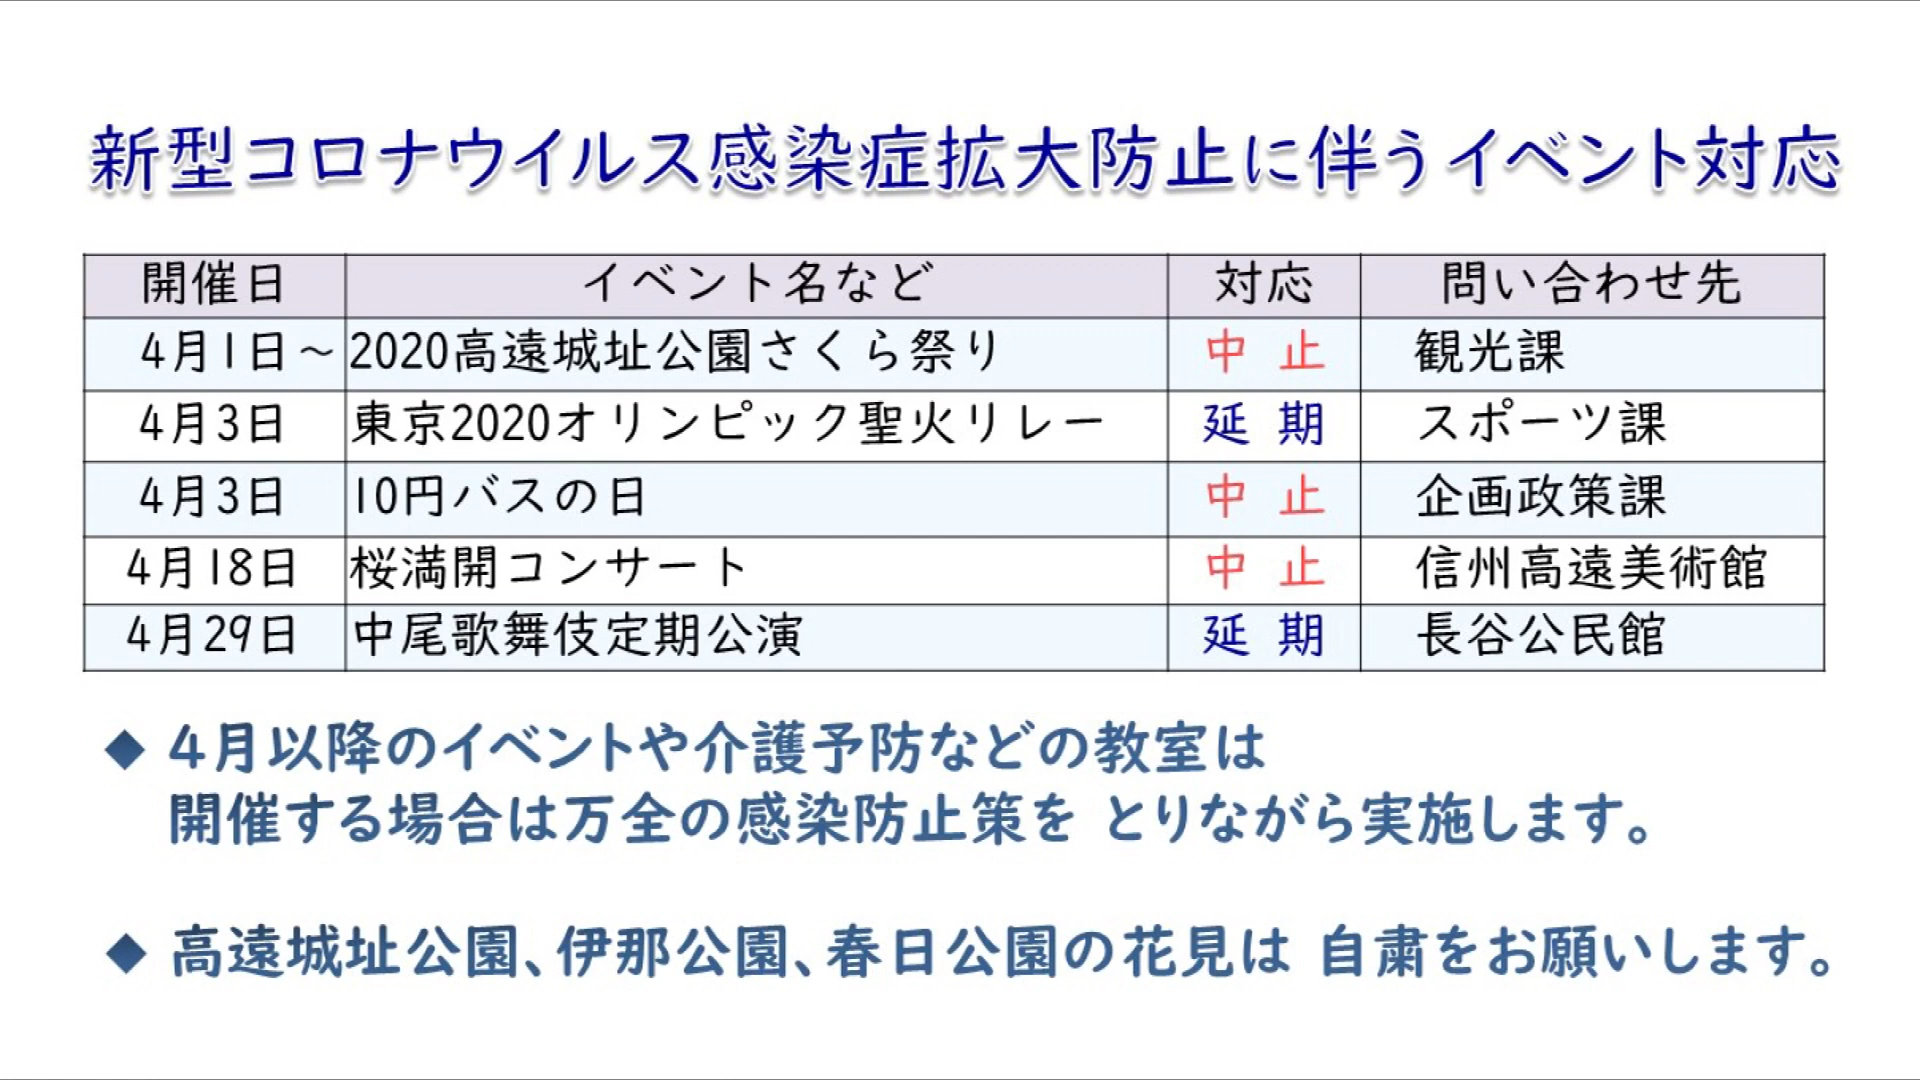 新型コロナウイルス感染症拡大防止に伴うイベント対応
開催日 イベント名など 対応 問い合わせ先
4月1日～ 2020高遠城址公園さくら祭り 中 止 観光課
4月3日 東京2020オリンピック聖火リレー 延 期 スポーツ課
4月3日 10円バスの日 中 止 企画政策課
4月18日 桜満開コンサート 中 止 信州高遠美術館
4月29日 中尾歌舞伎定期公演 延 期 長谷公民館
◆ 4月以降のイベントや介護予防などの教室は
開催する場合は万全の感染防止策を とりながら実施します。
◆ 高遠城址公園、伊那公園、春日公園の花見は 自粛をお願いします。